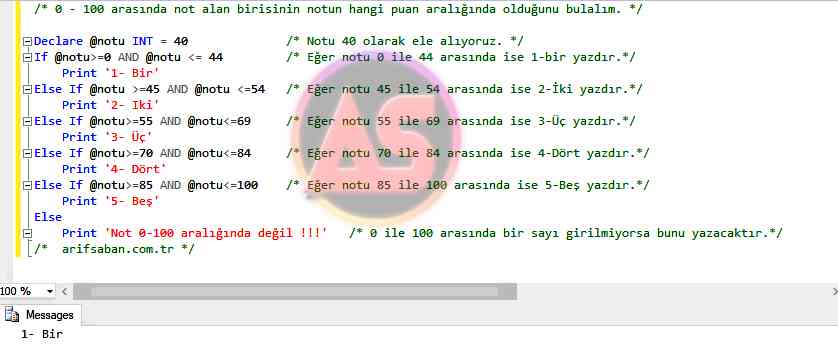 /* 0 - 100 arasında not alan birisinin notun hangi puan aralığında olduğunu bulalım. */
Declare @notu INT = 40 /* Notu 40 olarak ele alıyoruz. */
If @notu>=0 AND @notu <= 44 /* Eğer notu 0 ile 44 arasında ise 1-bir yazdır.*/
Print '1- Bir'
Else If @notu >=45 AND @notu <=54 /* Eğer notu 45 ile 54 arasında ise 2-İki yazdır.*/
Print '2- Iki'
Else If @notu>=55 AND @notu<=69 /* Eğer notu 55 ile 69 arasında ise 3-Üç yazdır.*/
Print '3- Üç'
Else If @notu>=70 AND @notu<=84 /* Eğer notu 70 ile 84 arasında ise 4-Dört yazdır.*/
Print '4- Dört'
Else If @notu>=85 AND @notu<=100 /* Eğer notu 85 ile 100 arasında ise 5-Beş yazdır.*/
Print '5- Beş'
Else
Print 'Not 0-100 aralığında değil !!!' /* 0 ile 100 arasında bir sayı girilmiyorsa bunu yazacaktır.*/
/* arifsaban.com.tr */
AS
100 %
Messages
1- Bir